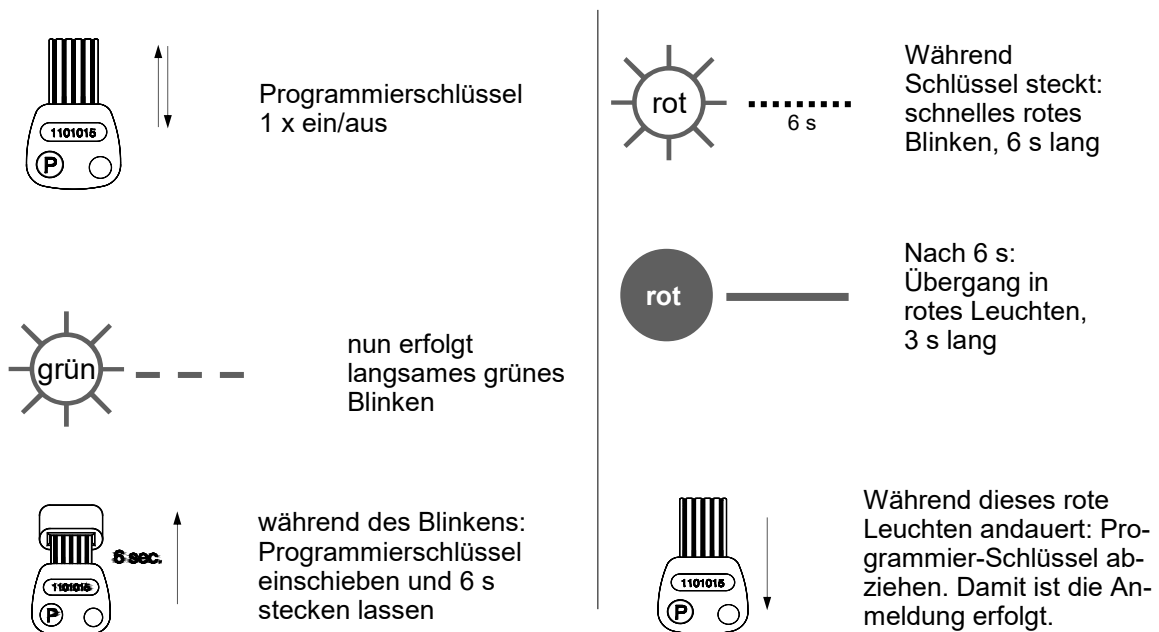 1101015
P
Programmierschlüssel
1 x ein/aus
grün
nun erfolgt
langsames grünes
Blinken
6 sec.
1101015
P
während des Blinkens:
Programmierschlüssel
einschieben und 6 s
stecken lassen
rot
6 s
Während
Schlüssel steckt:
schnelles rotes
Blinken, 6 s lang
rot
Nach 6 s:
Übergang in
rotes Leuchten,
3 s lang
1101015
P
Während dieses rote
Leuchten andauert: Pro-
grammier-Schlüssel ab-
ziehen. Damit ist die An-
meldung erfolgt.